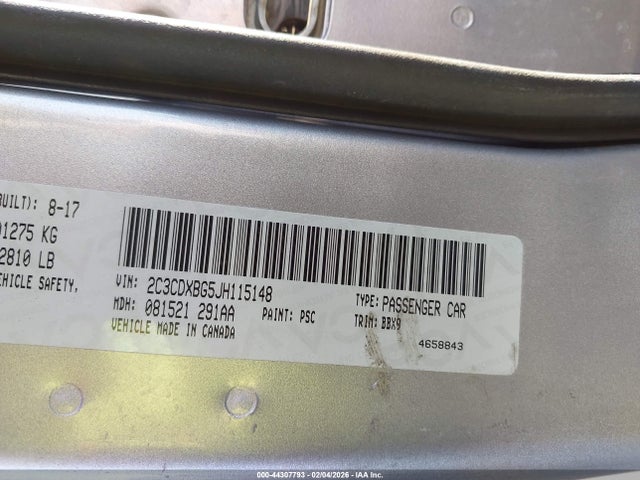 BUILT): 8-17
01275 KG
2810 LB
EHICLE SAFETY,
VIN: 2C3CDXBG5JH115148
MDH: 081521 291AA
PAINT: PSC
VEHICLE MADE IN CANADA
TYPE: PASSENGER CAR
TRIM: BBX9
4658843
000-44307793 - 02/04/2026 - © IAA Inc.